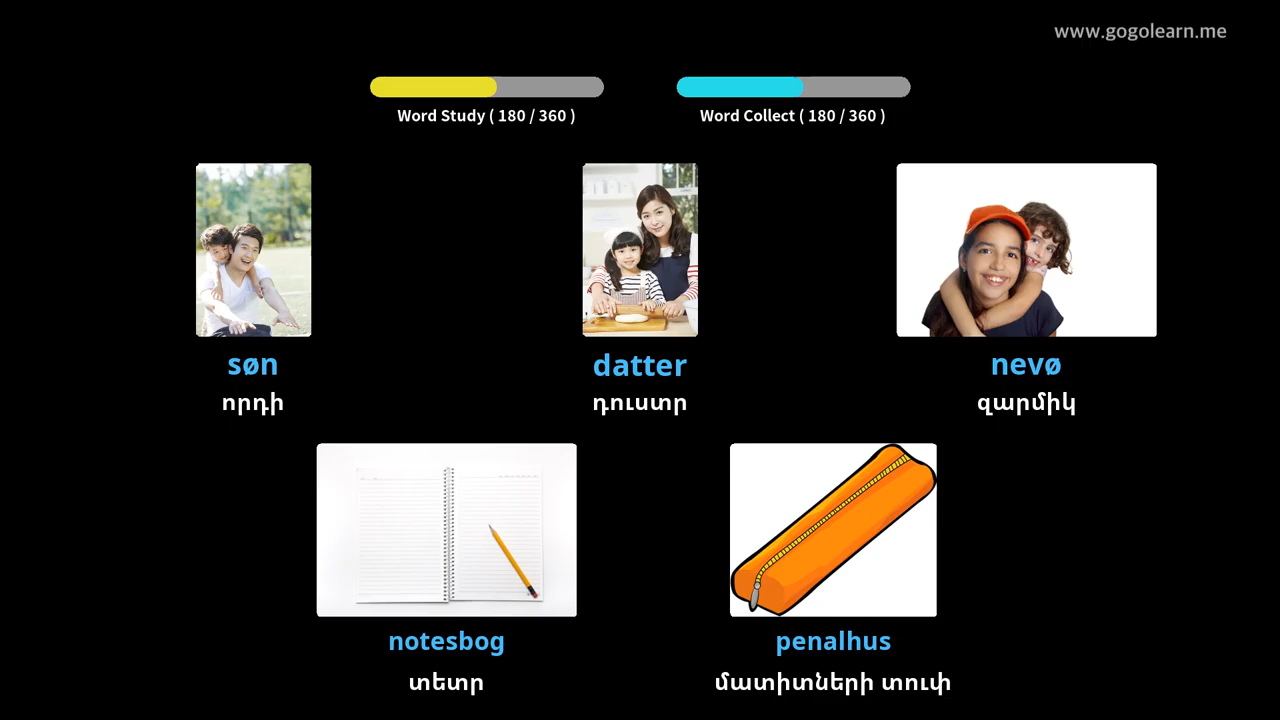 www.gogolearn.me
Word Study ( 180 / 360 )
Word Collect ( 180 / 360 )
søn
datter
nevø
որդի
դուստր
զարմիկ
notesbog
penalhus
տետր
մատիտների տուփ